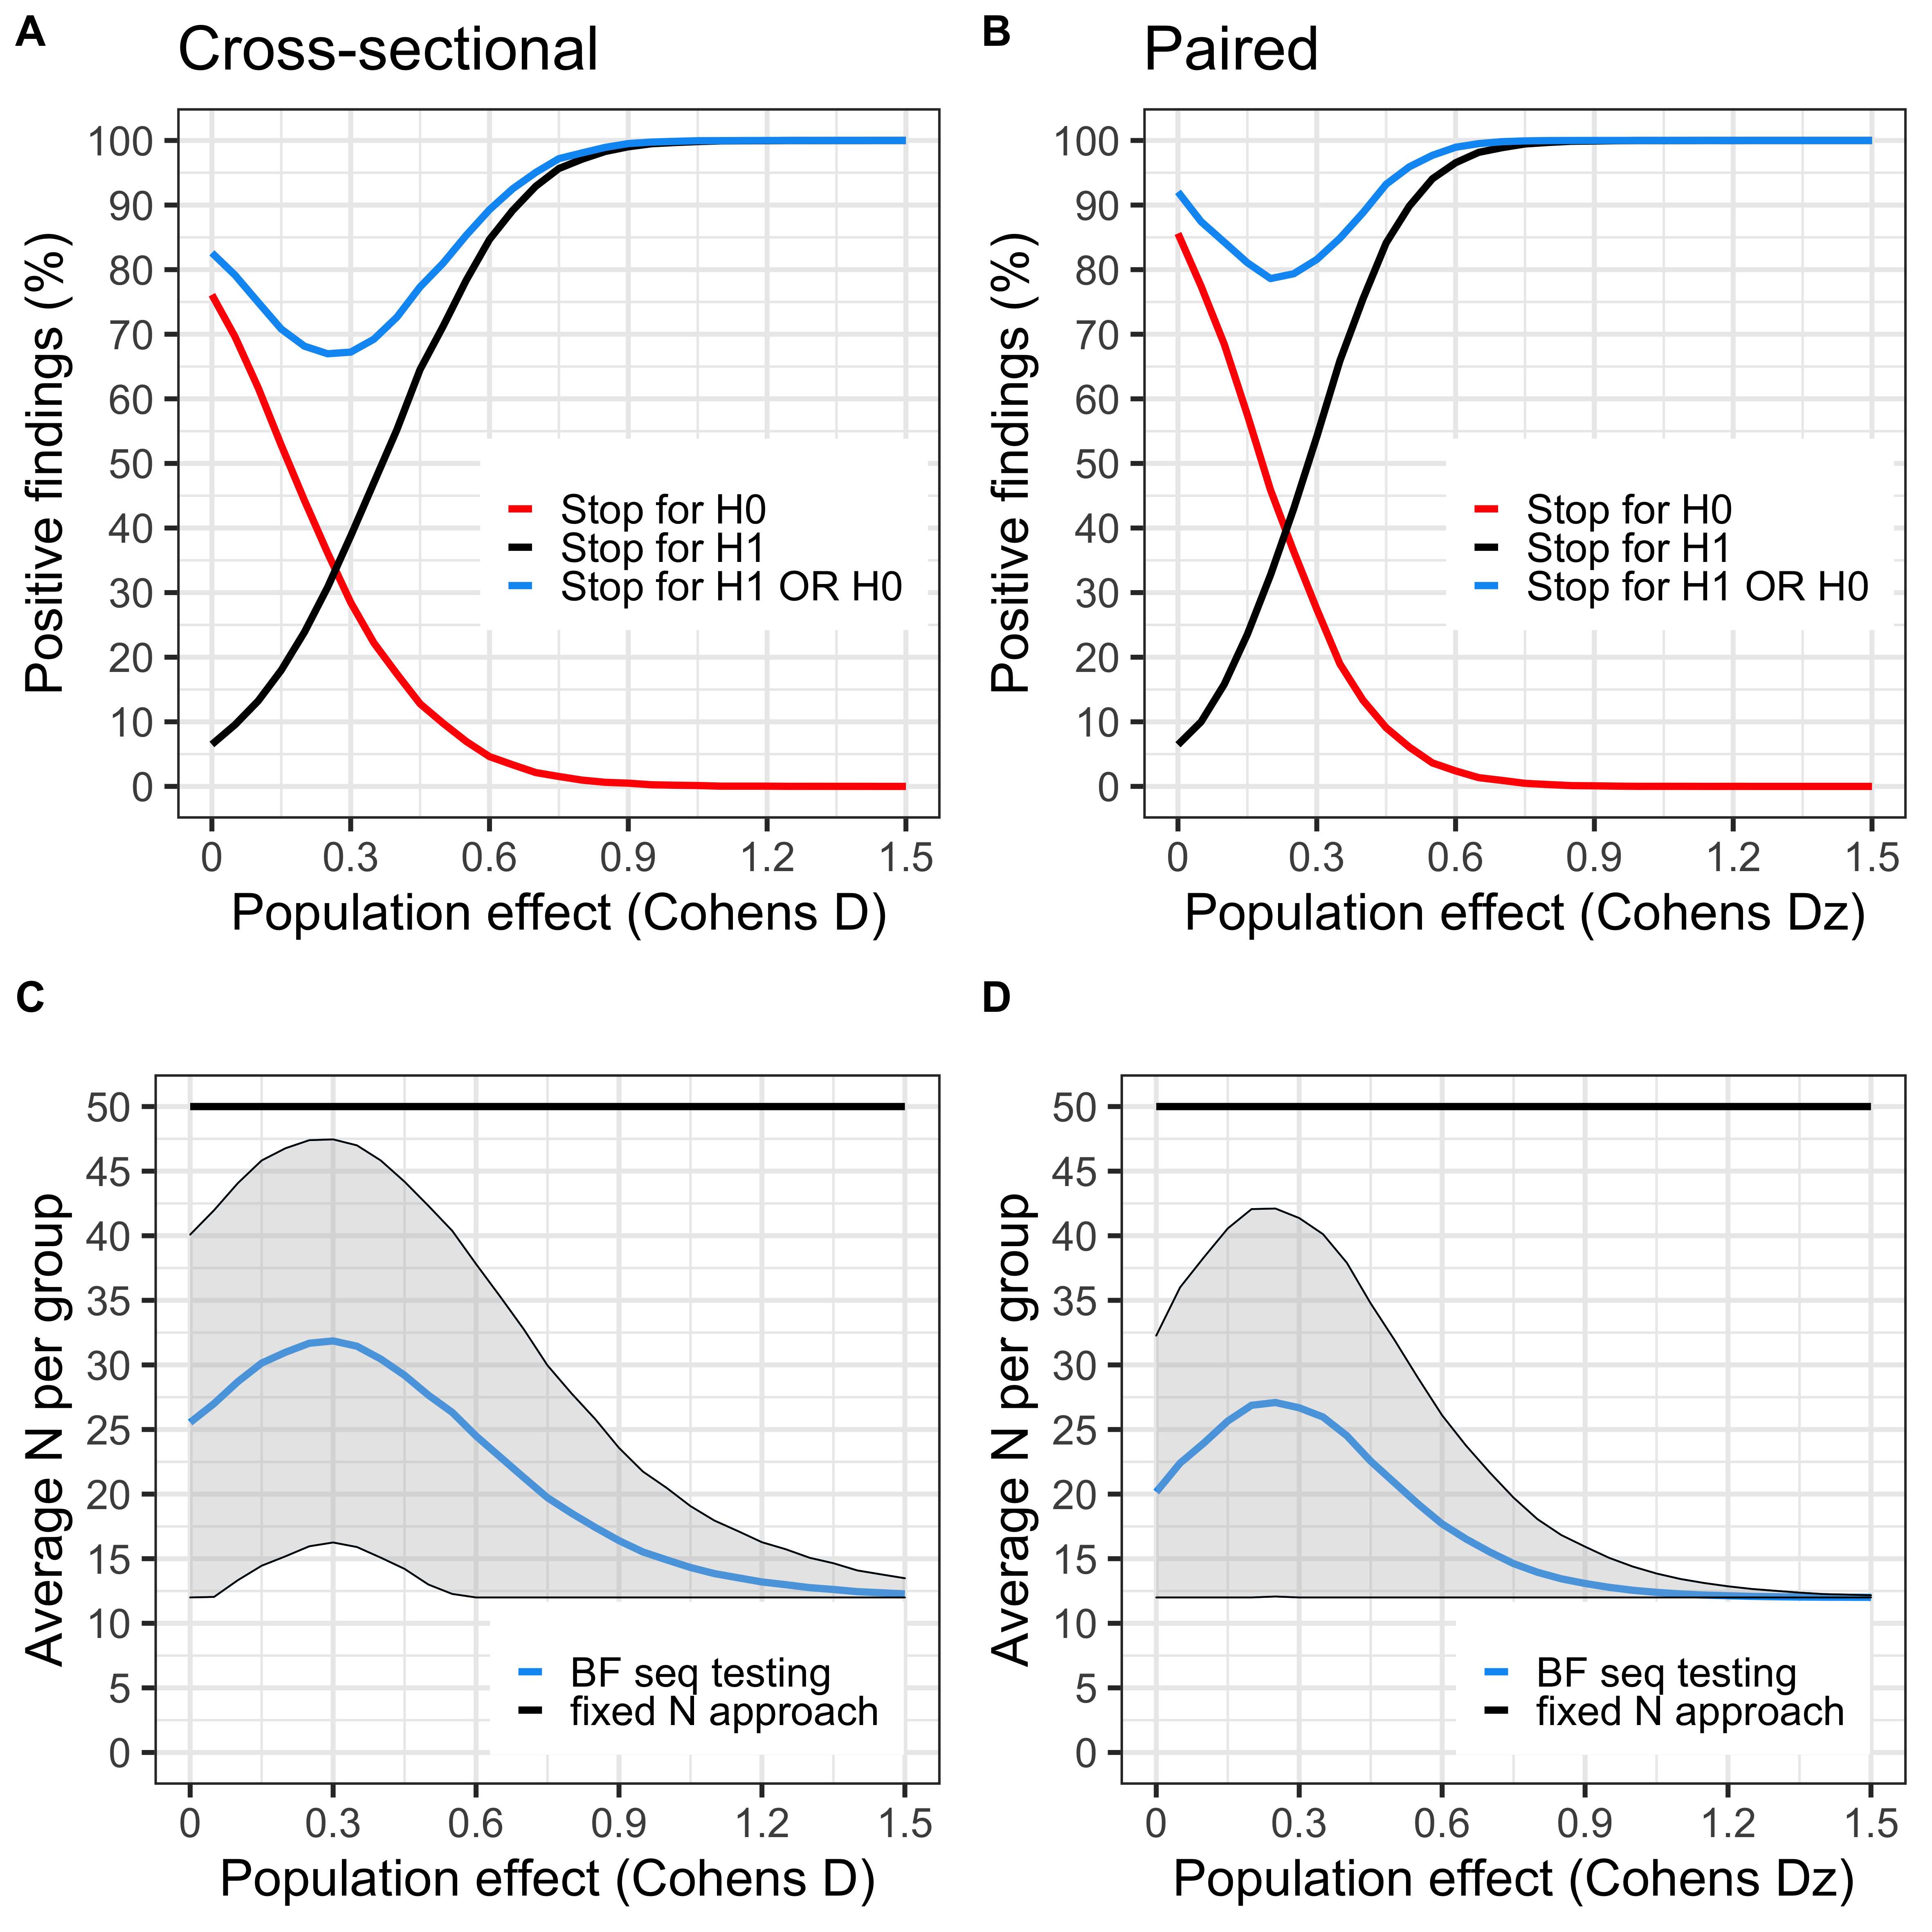 A
Cross-sectional
Positive findings (%)
100
90
80
70
60
50
40
30
20
10
0
Stop for H0
Stop for H1
Stop for H1 OR H0
0 0.3 0.6 0.9 1.2 1.5
Population effect (Cohens D)
B
Paired
Positive findings (%)
100
90
80
70
60
50
40
30
20
10
0
Stop for H0
Stop for H1
Stop for H1 OR H0
0 0.3 0.6 0.9 1.2 1.5
Population effect (Cohens Dz)
C
Average N per group
50
45
40
35
30
25
20
15
10
5
0
BF seq testing
fixed N approach
0 0.3 0.6 0.9 1.2 1.5
Population effect (Cohens D)
D
Average N per group
50
45
40
35
30
25
20
15
10
5
0
BF seq testing
fixed N approach
0 0.3 0.6 0.9 1.2 1.5
Population effect (Cohens Dz)